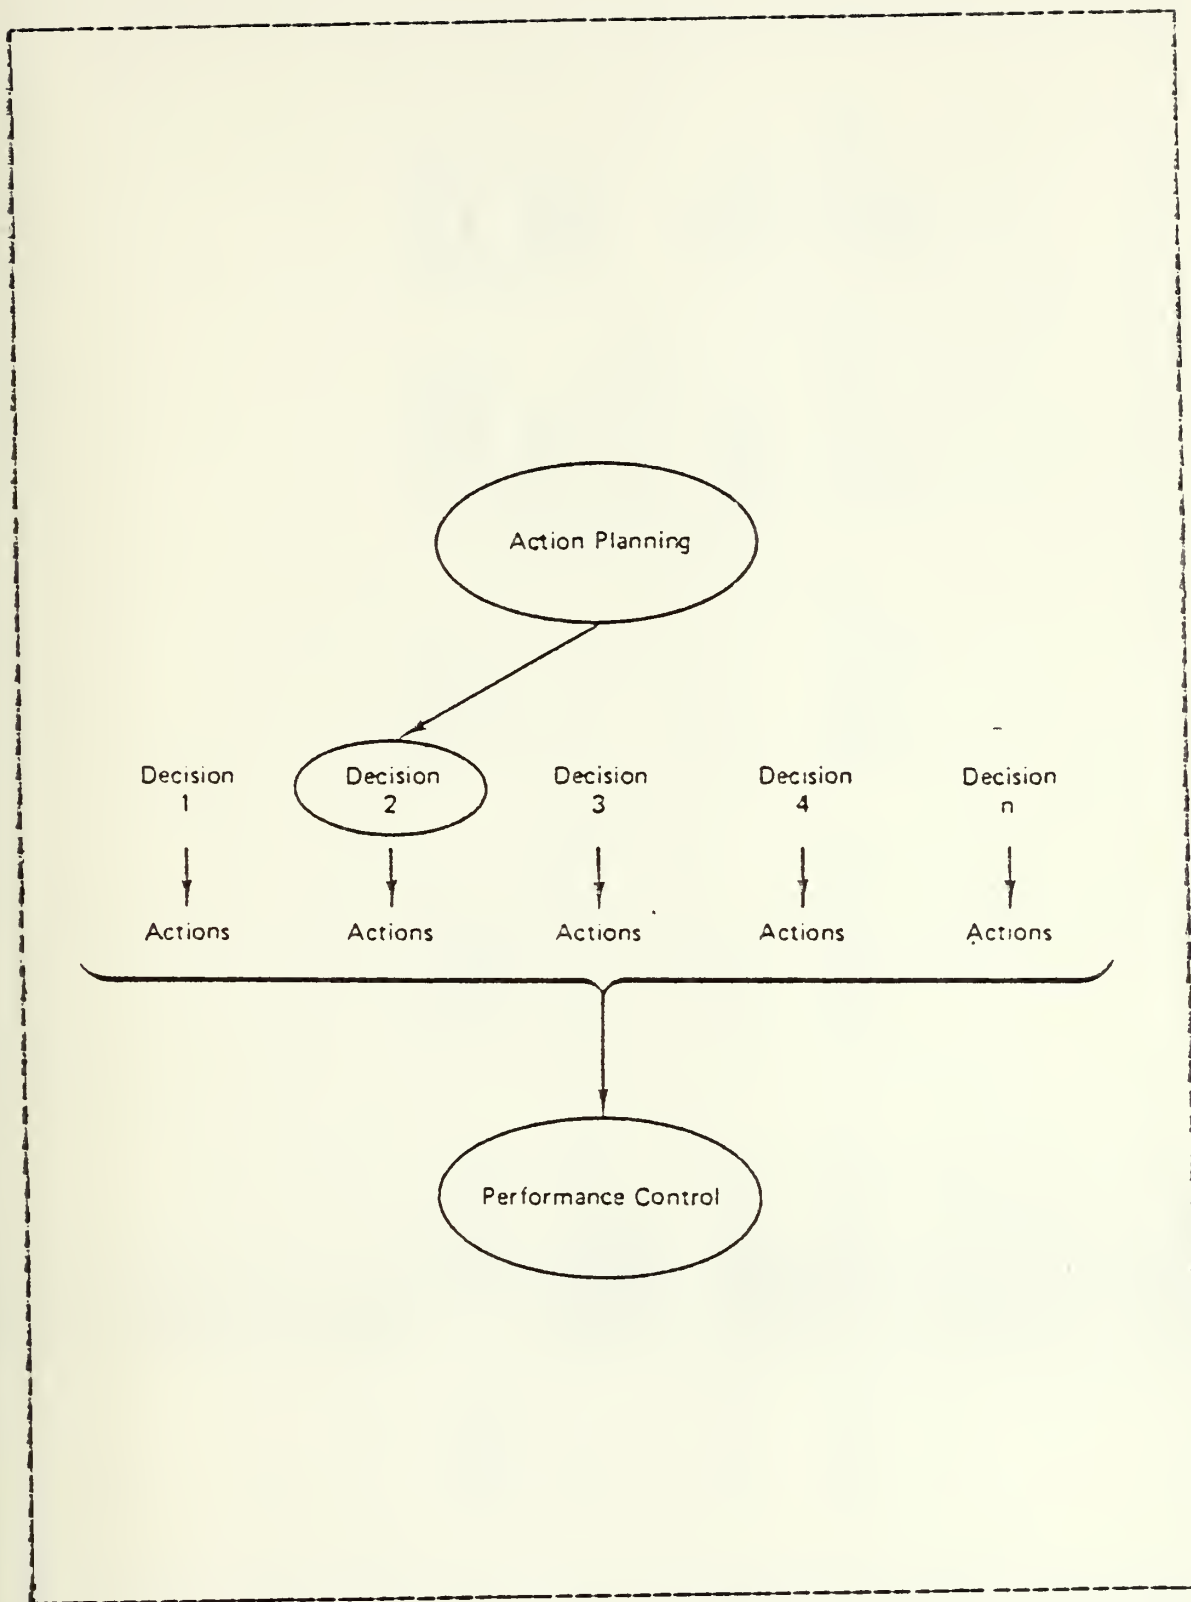 Action Planning
Decision Decision Decision Decision Decision
1 2 3 4 n
Actions Actions Actions Actions Actions
Performance Control